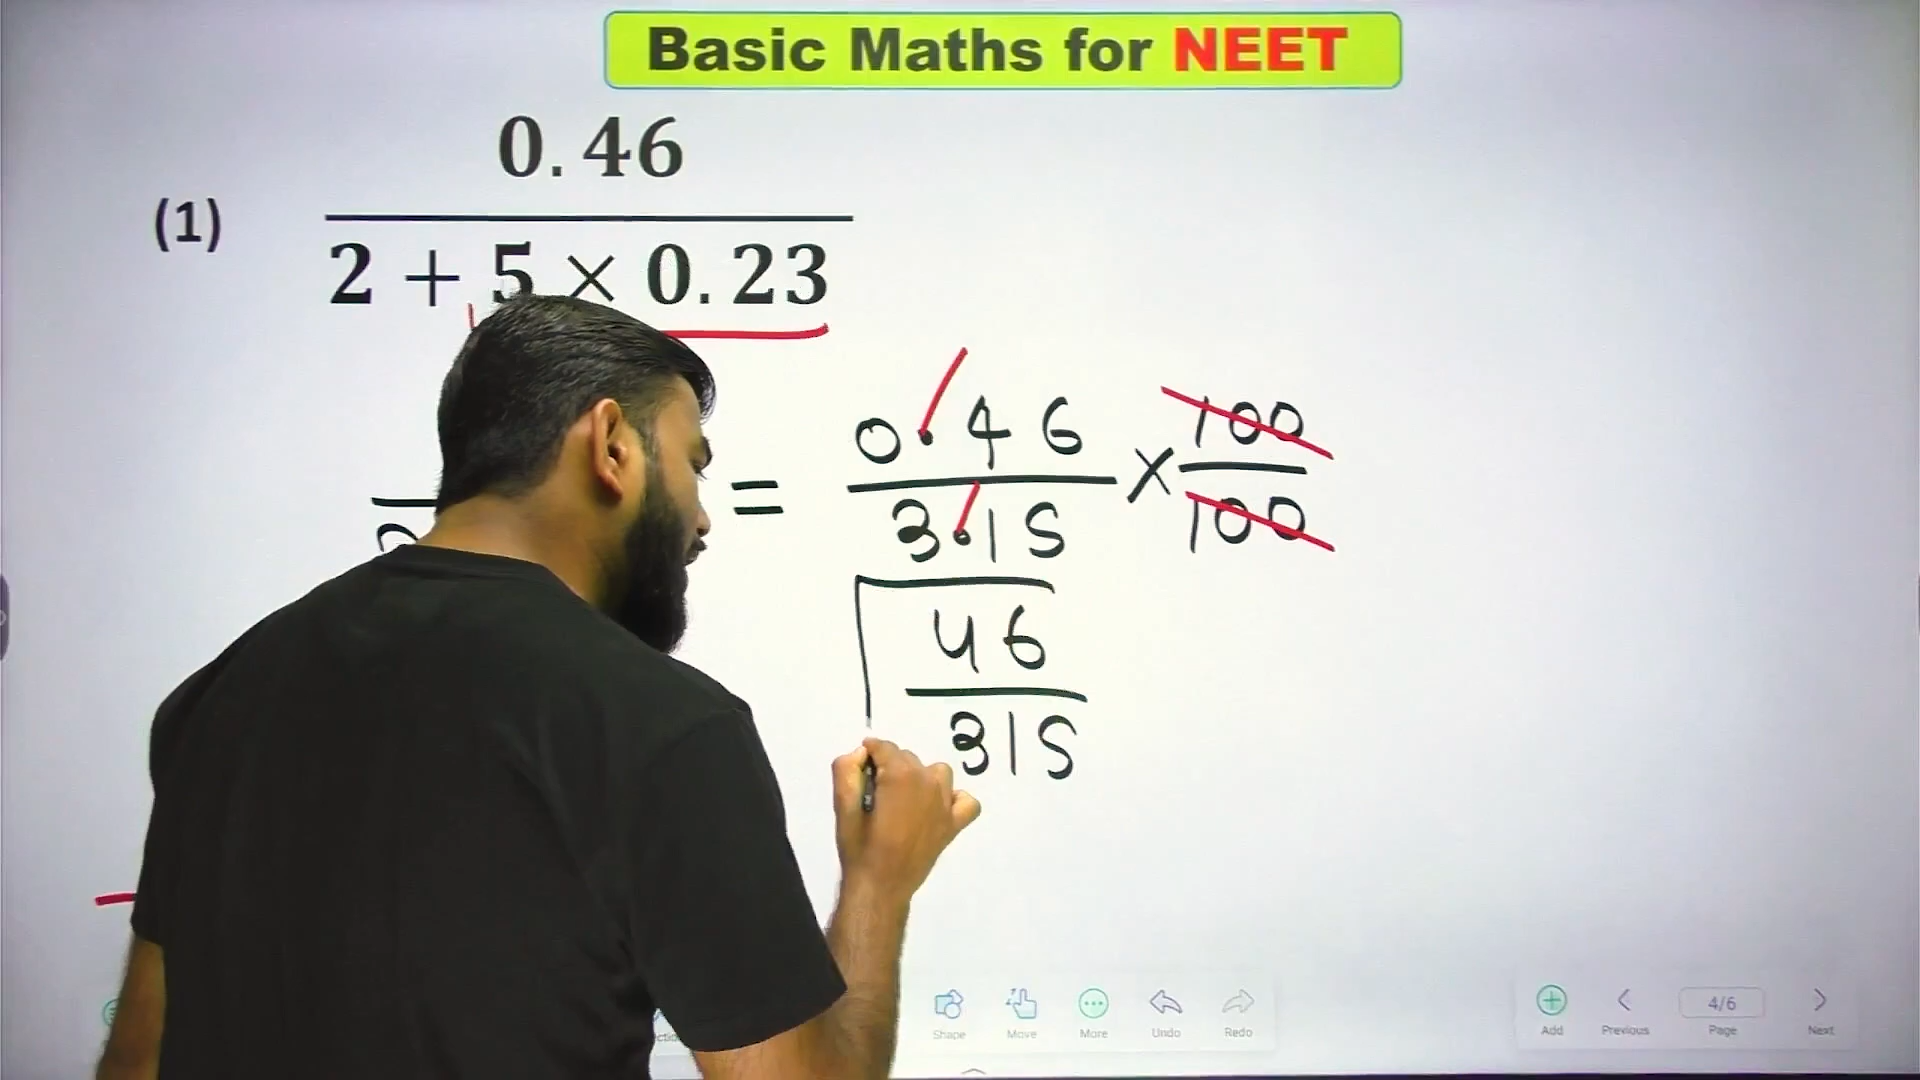 Basic Maths for NEET
(1) 0.46
2 + 5 × 0.23
= 0.46 × 100
3.15 100
46
315
Shape Move More Undo Redo
Add Previous 4/6 Page Next